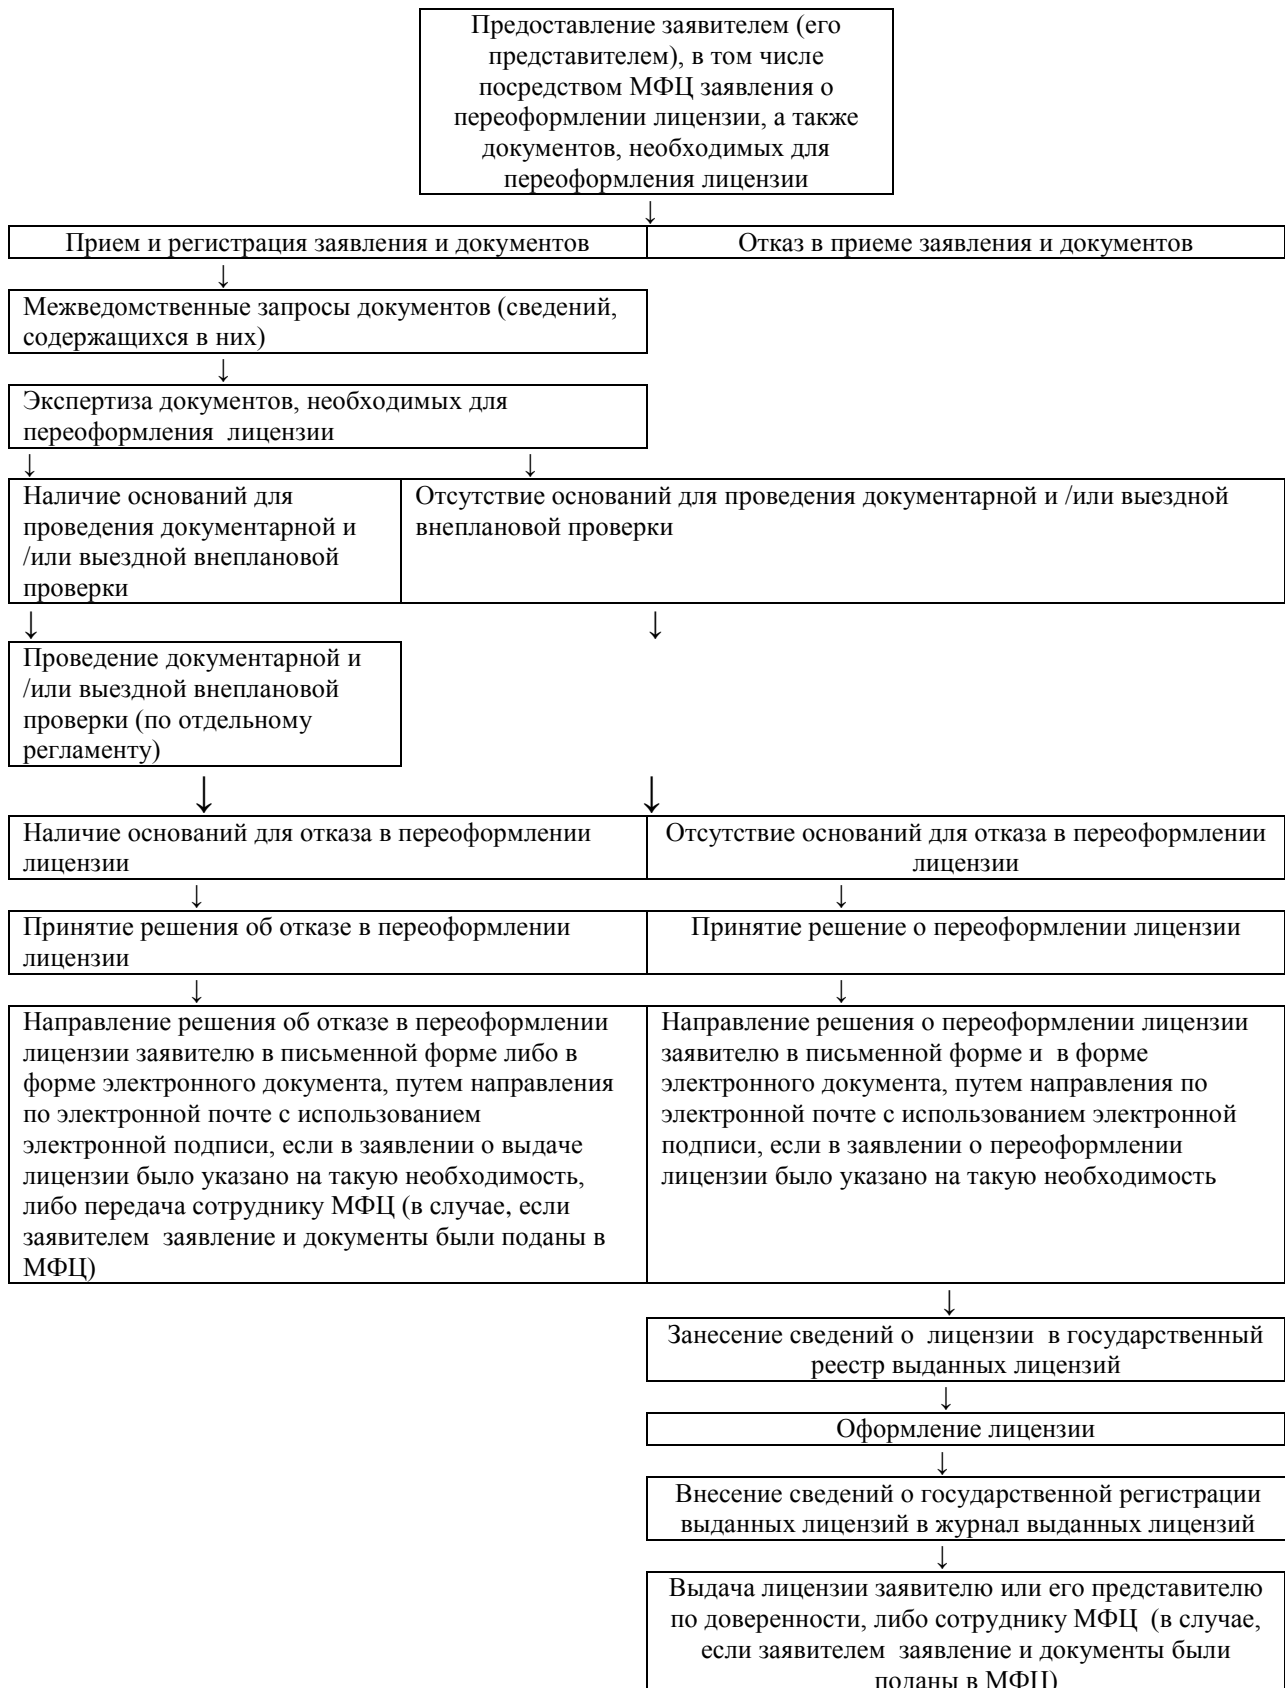 Предоставление заявителем (его
представителем), в том числе
посредством МФЦ заявления о
переоформлении лицензии, а также
документов, необходимых для
переоформления лицензии
↓
Прием и регистрация заявления и документов
Отказ в приеме заявления и документов
↓
Межведомственные запросы документов (сведений,
содержащихся в них)
↓
Экспертиза документов, необходимых для
переоформления лицензии
↓ ↓
Наличие оснований для
проведения документарной и
/или выездной внеплановой
проверки
Отсутствие оснований для проведения документарной и /или выездной
внеплановой проверки
↓ ↓
Проведение документарной и
/или выездной внеплановой
проверки (по отдельному
регламенту)
↓ ↓
Наличие оснований для отказа в переоформлении
лицензии
Отсутствие оснований для отказа в переоформлении
лицензии
↓ ↓
Принятие решения об отказе в переоформлении
лицензии
Принятие решение о переоформлении лицензии
↓ ↓
Направление решения об отказе в переоформлении
лицензии заявителю в письменной форме либо в
форме электронного документа, путем направления
по электронной почте с использованием
электронной подписи, если в заявлении о выдаче
лицензии было указано на такую необходимость,
либо передача сотруднику МФЦ (в случае, если
заявителем заявление и документы были поданы в
МФЦ)
Направление решения о переоформлении лицензии
заявителю в письменной форме и в форме
электронного документа, путем направления по
электронной почте с использованием электронной
подписи, если в заявлении о переоформлении
лицензии было указано на такую необходимость
↓
Занесение сведений о лицензии в государственный
реестр выданных лицензий
↓
Оформление лицензии
↓
Внесение сведений о государственной регистрации
выданных лицензий в журнал выданных лицензий
↓
Выдача лицензии заявителю или его представителю
по доверенности, либо сотруднику МФЦ (в случае,
если заявителем заявление и документы были
поданы в МФЦ)